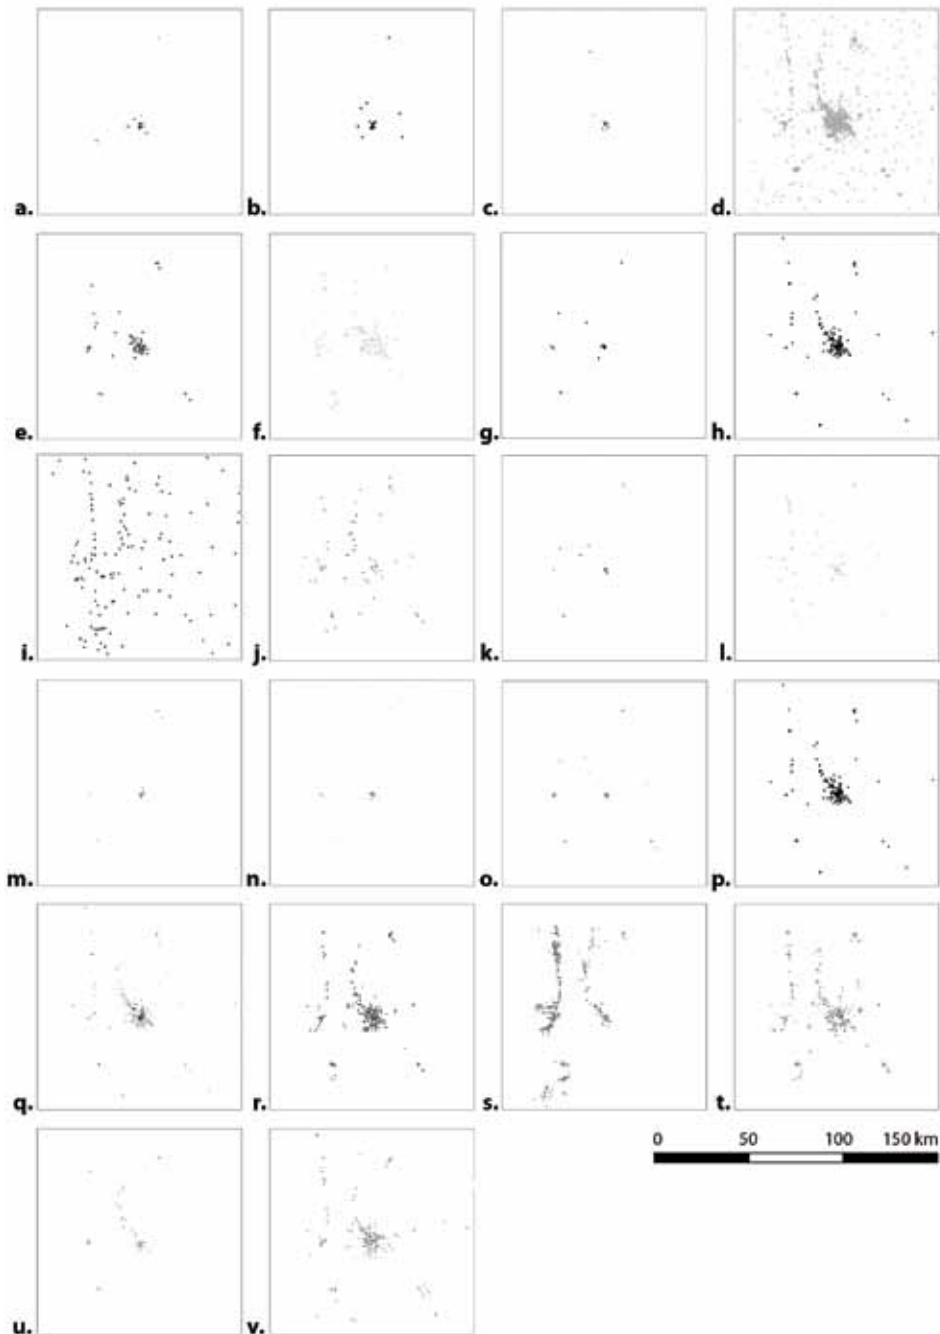 a. b. c. d.
e. f. g. h.
i. j. k. l.
m. n. o. p.
q. r. s. t.
0 50 100 150 km
u. v.